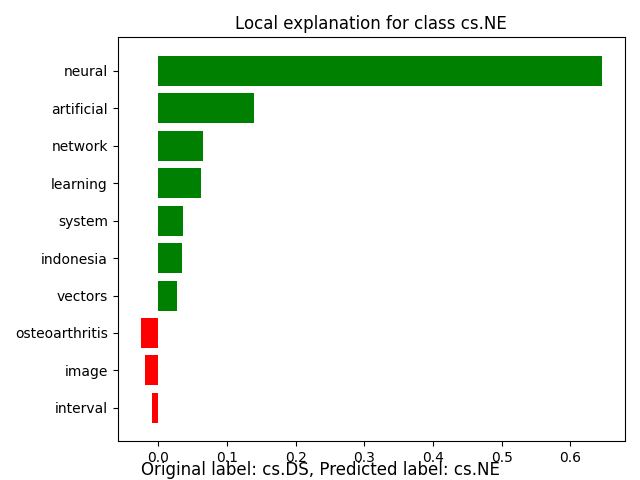 Local explanation for class cs.NE
neural
artificial
network
learning
system
indonesia
vectors
osteoarthritis
image
interval
0.0 0.1 0.2 0.3 0.4 0.5 0.6
Original label: cs.DS, Predicted label: cs.NE